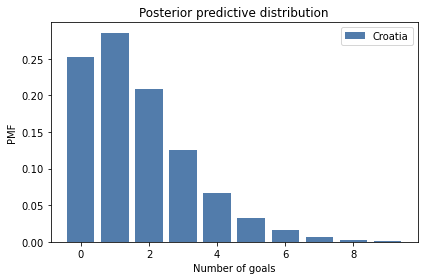 Posterior predictive distribution
Croatia
PMF
0.25
0.20
0.15
0.10
0.05
0.00
0 2 4 6 8
Number of goals